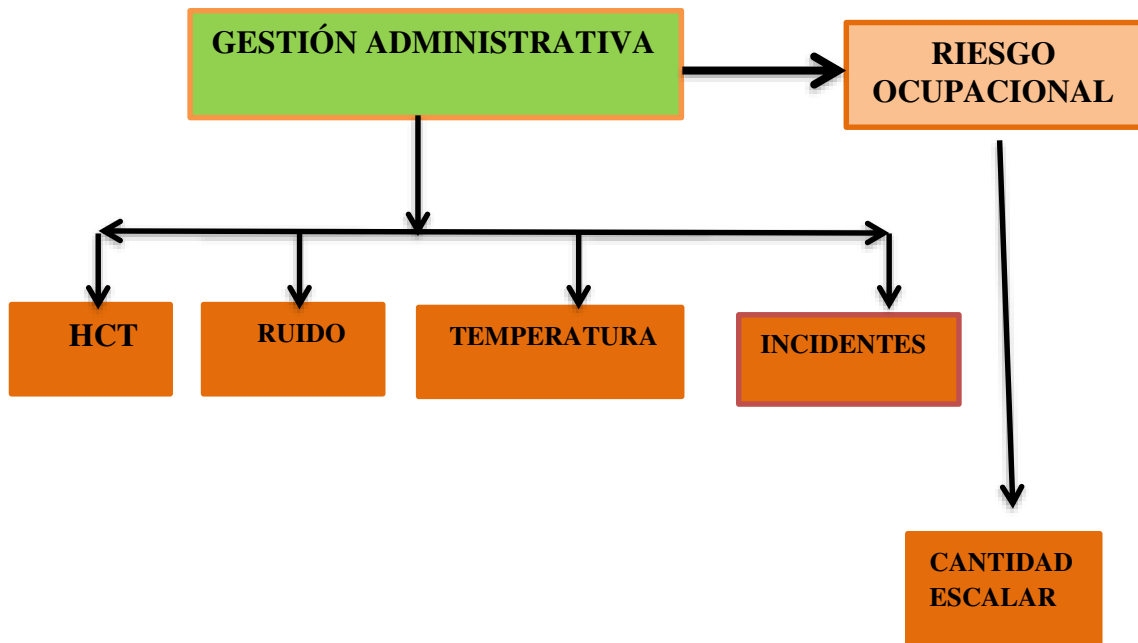 GESTIÓN ADMINISTRATIVA
RIESGO
OCUPACIONAL
HCT
RUIDO
TEMPERATURA
INCIDENTES
CANTIDAD
ESCALAR